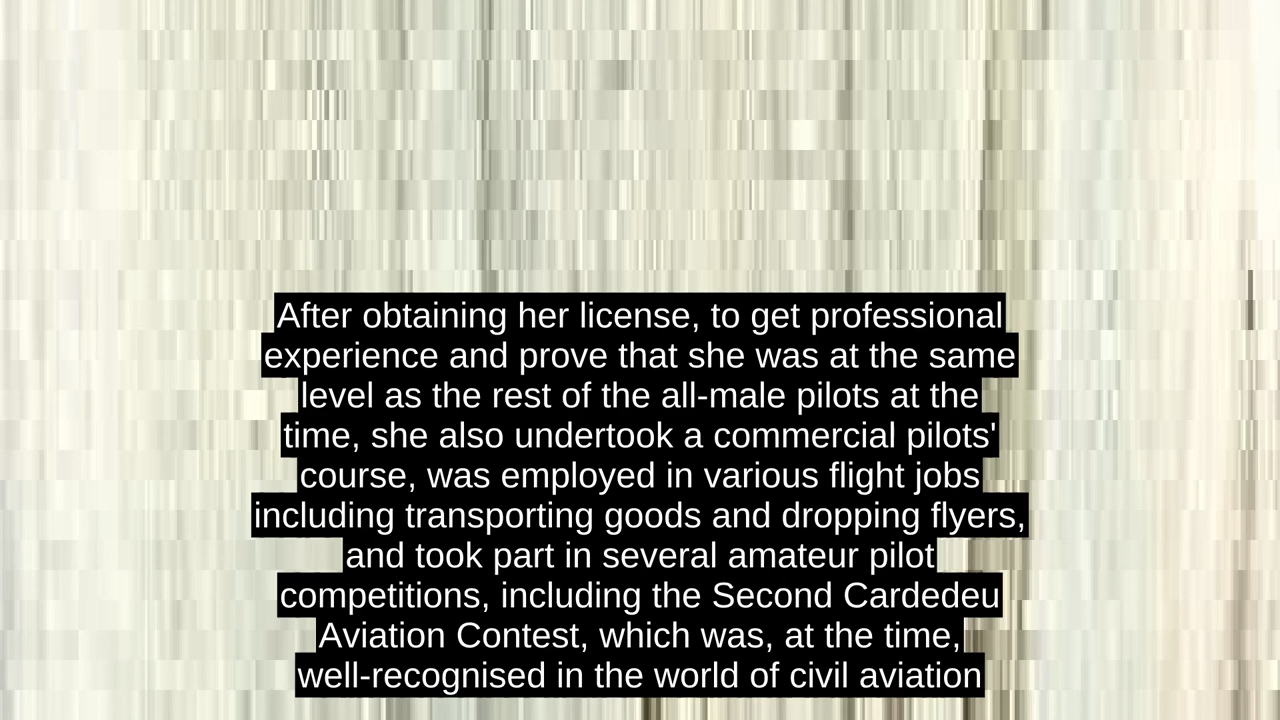 After obtaining her license, to get professional
experience and prove that she was at the same
level as the rest of the all-male pilots at the
time, she also undertook a commercial pilots'
course, was employed in various flight jobs
including transporting goods and dropping flyers,
and took part in several amateur pilot
competitions, including the Second Cardedeu
Aviation Contest, which was, at the time,
well-recognised in the world of civil aviation